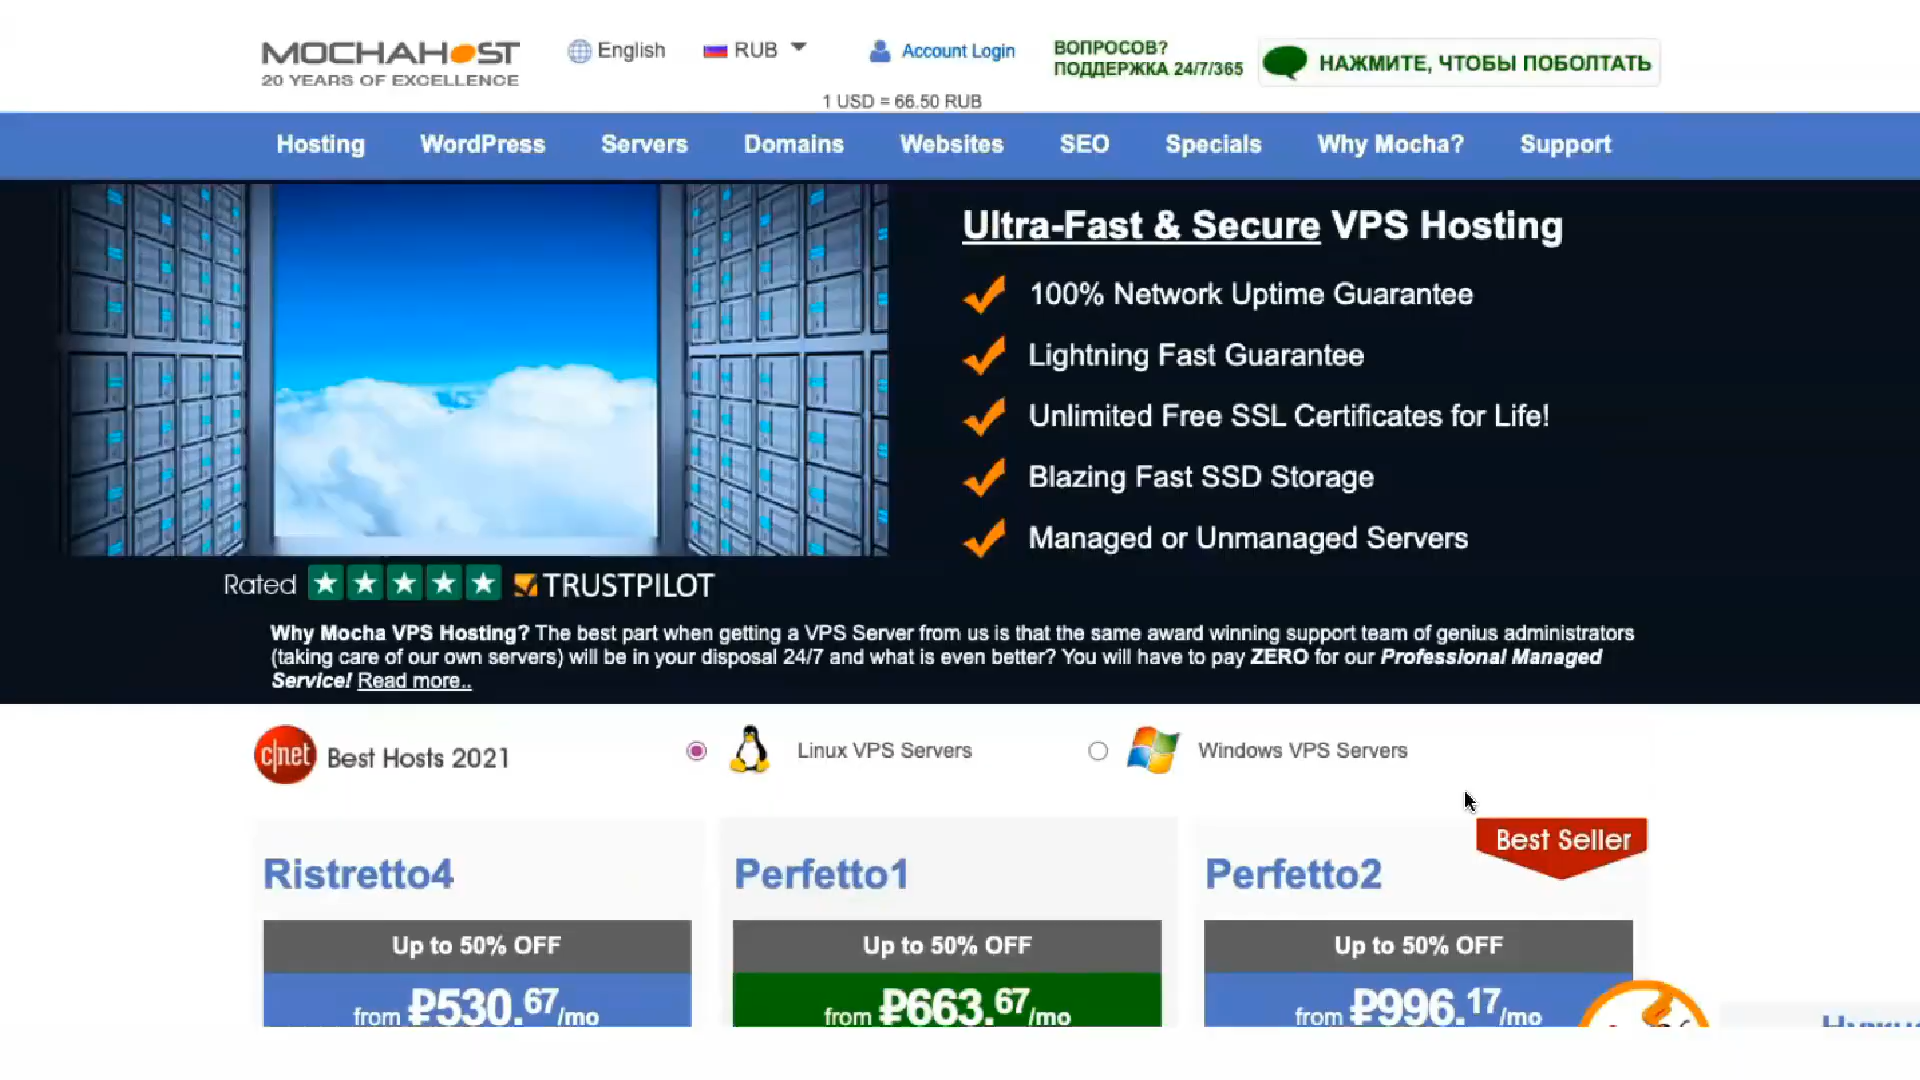 MOCHAHOST
20 YEARS OF EXCELLENCE
English
RUB
Account Login
1 USD = 66.50 RUB
ВОПРОСОВ?
ПОДДЕРЖКА 24/7/365
НАЖМИТЕ, ЧТОБЫ ПОБОЛТАТЬ
Hosting WordPress Servers Domains Websites SEO Specials Why Mocha? Support
Ultra-Fast & Secure VPS Hosting
100% Network Uptime Guarantee
Lightning Fast Guarantee
Unlimited Free SSL Certificates for Life!
Blazing Fast SSD Storage
Managed or Unmanaged Servers
Rated TRUSTPILOT
Why Mocha VPS Hosting? The best part when getting a VPS Server from us is that the same award winning support team of genius administrators
(taking care of our own servers) will be in your disposal 24/7 and what is even better? You will have to pay ZERO for our Professional Managed
Service! Read more..
c|net Best Hosts 2021
Linux VPS Servers
Windows VPS Servers
Best Seller
Ristretto4
Up to 50% OFF
from ₽530.67/mo
Perfetto1
Up to 50% OFF
from ₽663.67/mo
Perfetto2
Up to 50% OFF
from ₽996.17/mo